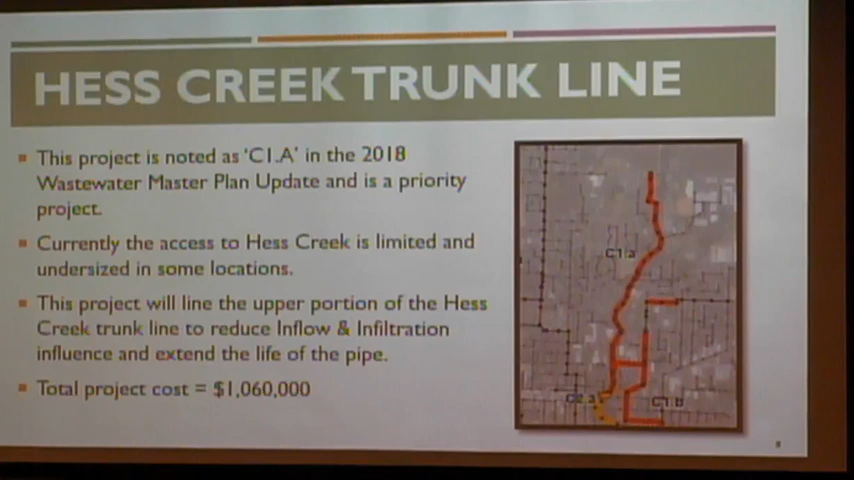 HESS CREEK TRUNK LINE
This project is noted as 'C1.A' in the 2018
Wastewater Master Plan Update and is a priority
project.
Currently the access to Hess Creek is limited and
undersized in some locations.
This project will line the upper portion of the Hess
Creek trunk line to reduce Inflow & Infiltration
influence and extend the life of the pipe.
Total project cost = $1,060,000
C1.a
C1.b
8